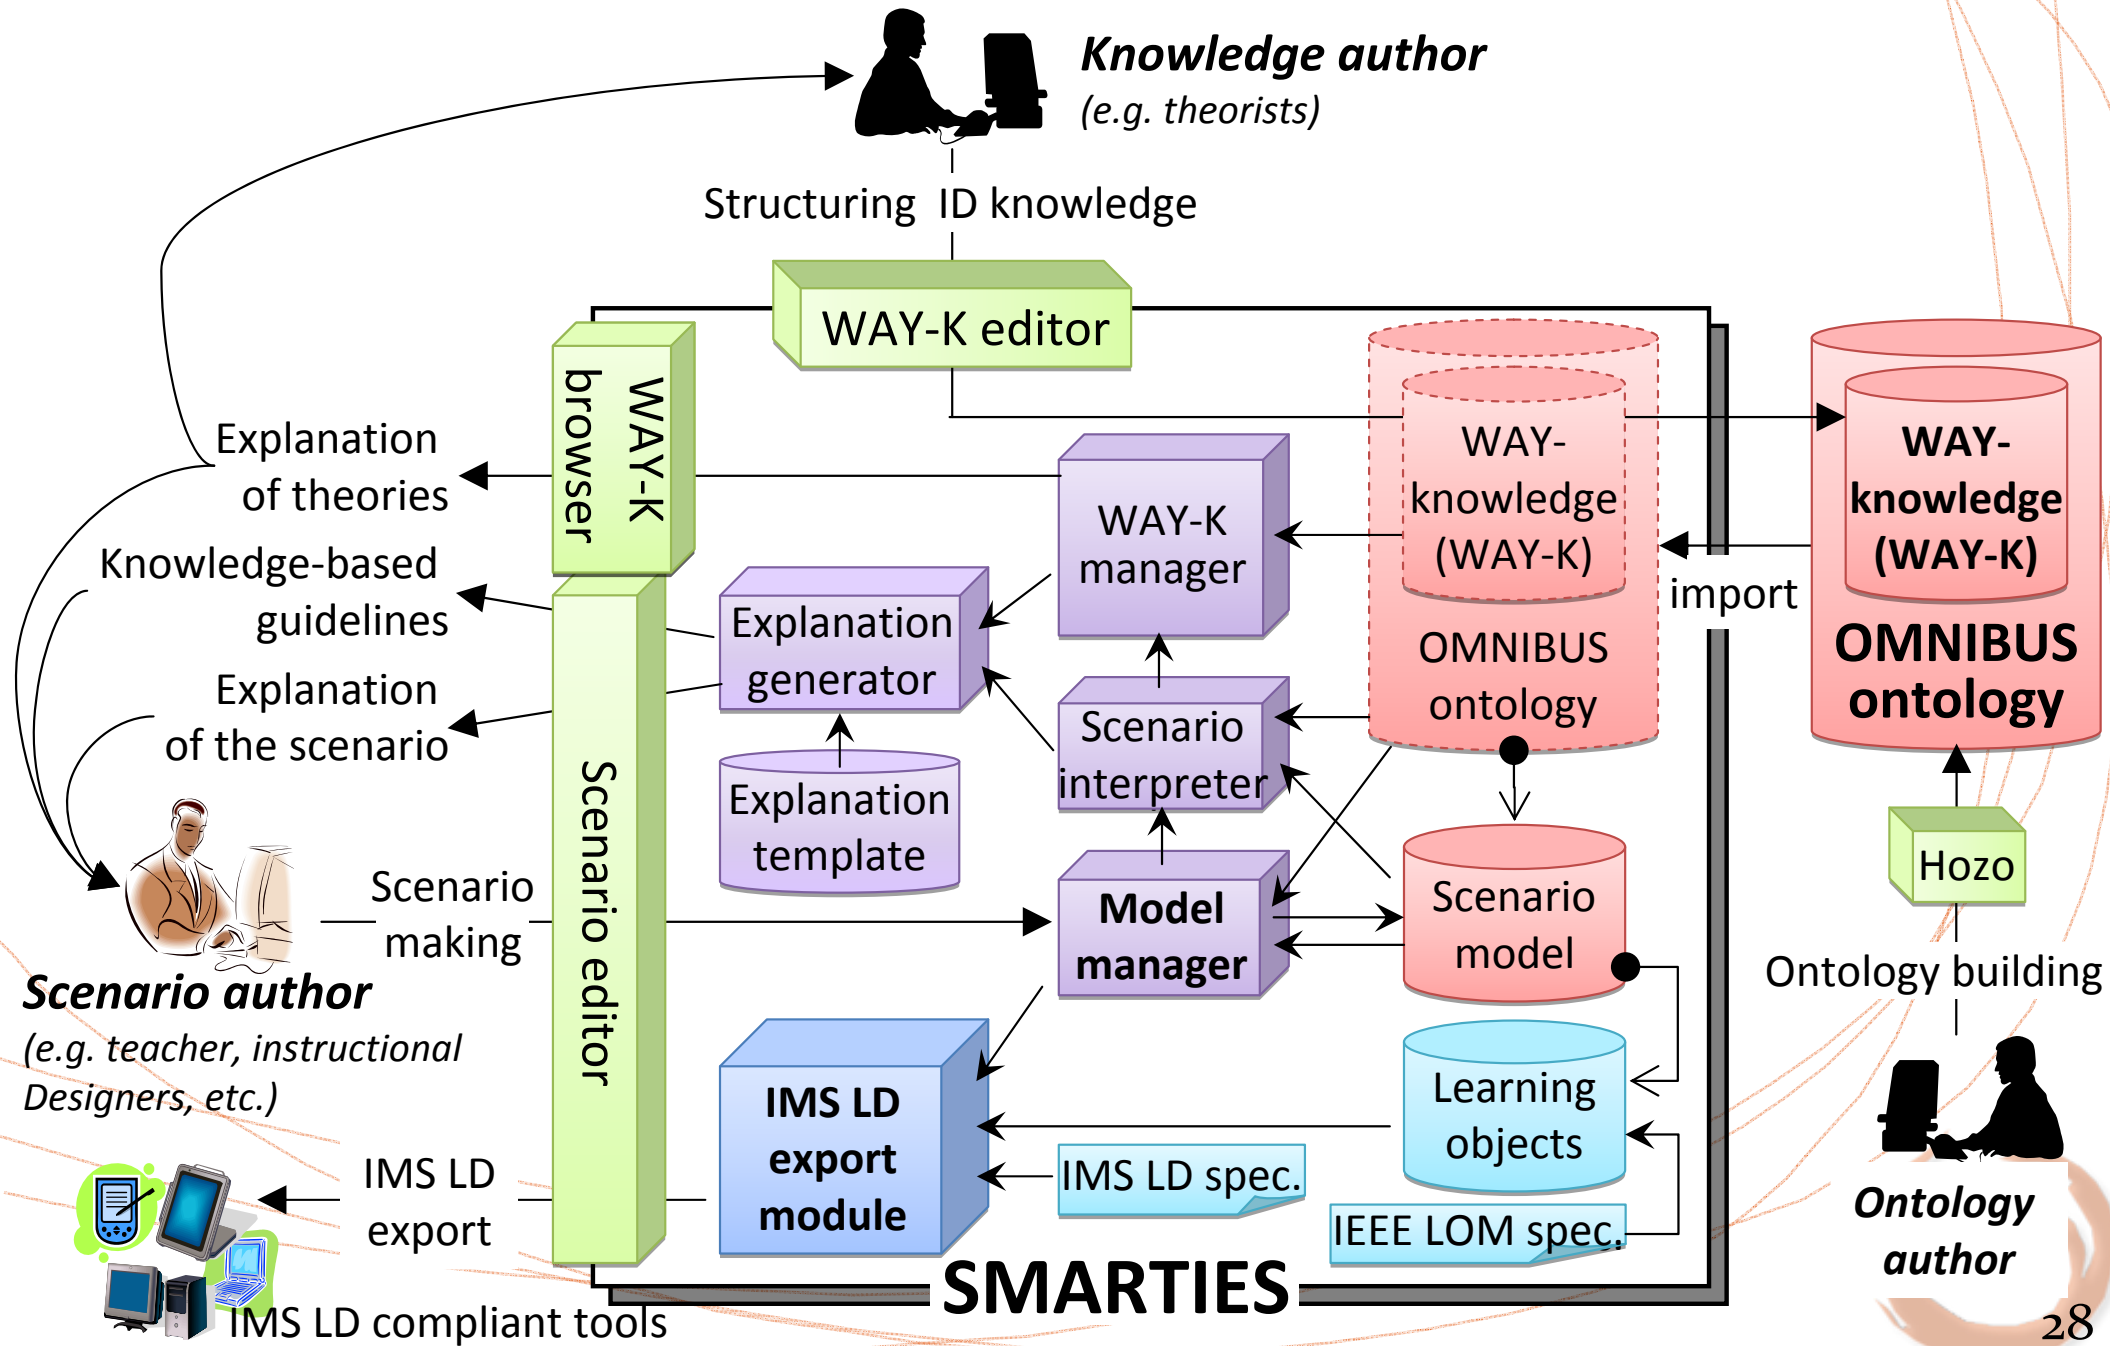 Knowledge author
(e.g. theorists)
Structuring ID knowledge
WAY-K editor
WAY-K
browser
Explanation
of theories
Knowledge-based
guidelines
Explanation
of the scenario
WAY-K
manager
Explanation
generator
Explanation
template
Scenario
interpreter
WAY-
knowledge
(WAY-K)
OMNIBUS
ontology
import
WAY-
knowledge
(WAY-K)
OMNIBUS
ontology
Hozo
Ontology building
Ontology
author
Scenario editor
Scenario
making
Scenario author
(e.g. teacher, instructional
Designers, etc.)
Model
manager
Scenario
model
IMS LD
export
module
Learning
objects
IMS LD spec.
IEEE LOM spec.
IMS LD
export
IMS LD compliant tools
SMARTIES
28